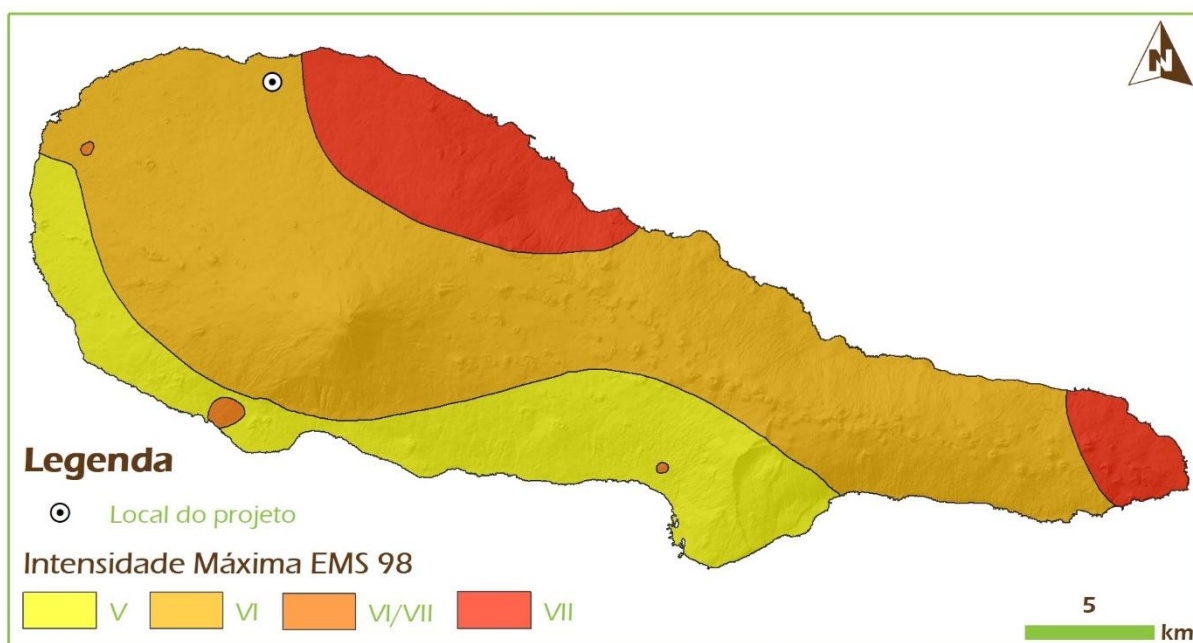 N
Legenda
Local do projeto
Intensidade Máxima EMS 98
V VI VI/VII VII
5
km